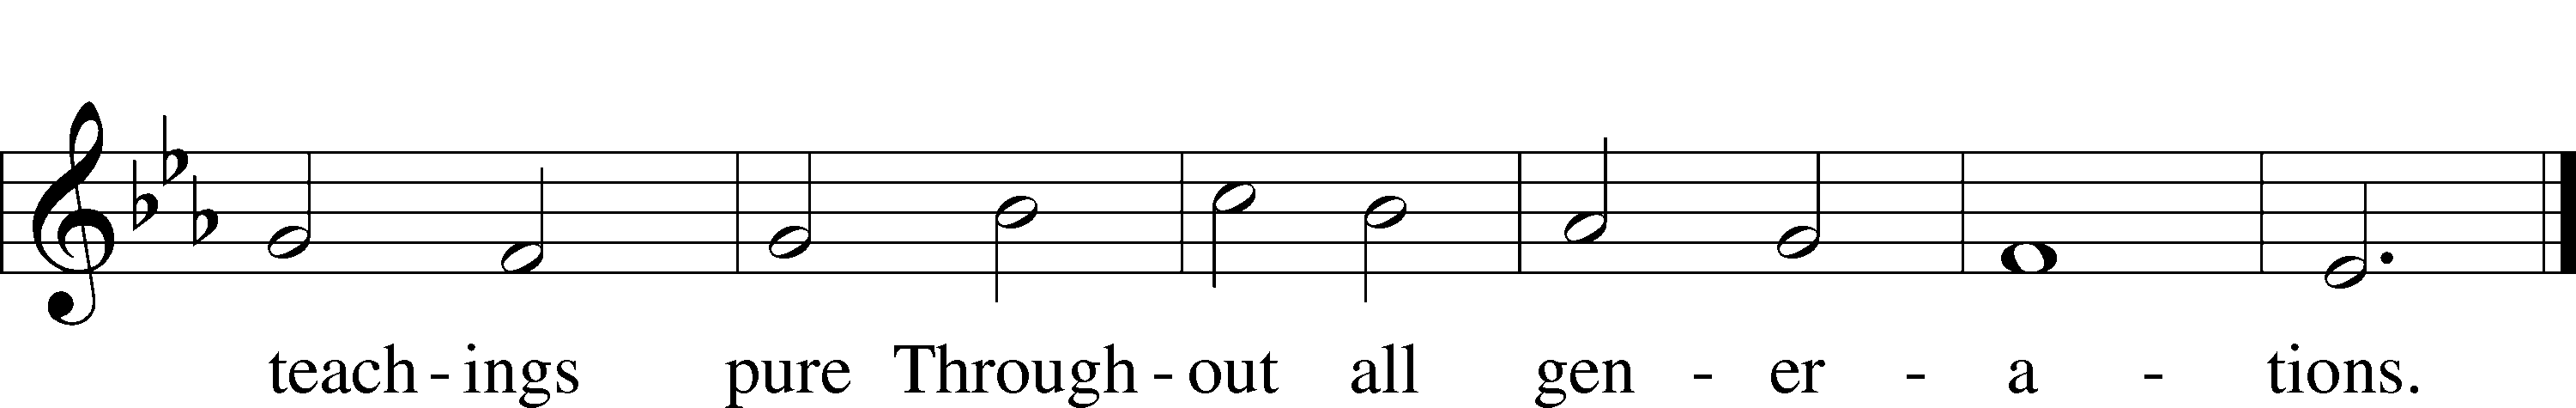 teach - ings pure Through - out all gen - er - a - tions.